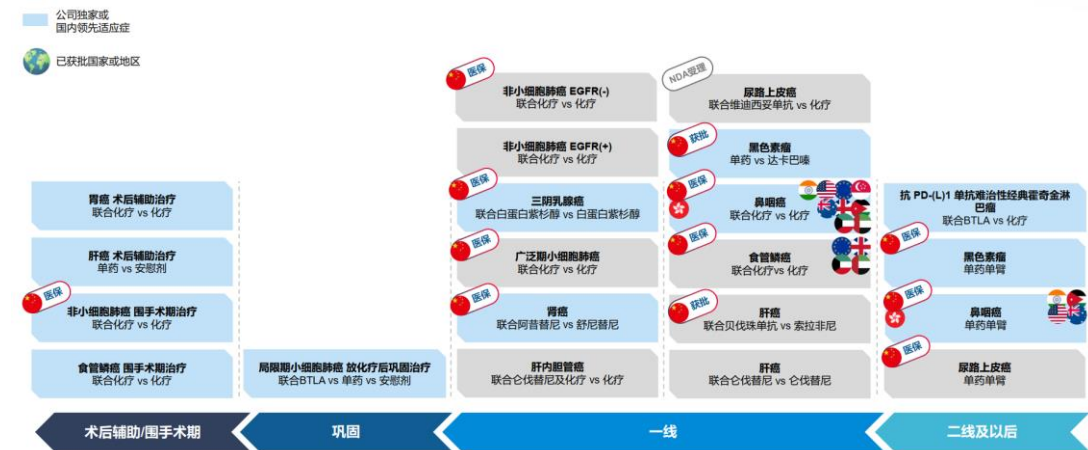 公司独家或
国内领先适应症
已获批国家或地区
胃癌 术后辅助治疗
联合化疗 vs 化疗
肝癌 术后辅助治疗
单药 vs 安慰剂
医保
非小细胞肺癌 围手术期治疗
联合化疗 vs 化疗
食管鳞癌 围手术期治疗
联合化疗 vs 化疗
局限期小细胞肺癌 放化疗后巩固治疗
联合BTLA vs 单药 vs 安慰剂
医保
非小细胞肺癌 EGFR(-)
联合化疗 vs 化疗
非小细胞肺癌 EGFR(+)
联合化疗 vs 化疗
医保
三阴乳腺癌
联合白蛋白紫杉醇 vs 白蛋白紫杉醇
医保
广泛期小细胞肺癌
联合化疗 vs 化疗
医保
肾癌
联合阿昔替尼 vs 舒尼替尼
肝内胆管癌
联合仑伐替尼及化疗 vs 化疗
NDA受理
尿路上皮癌
联合维迪西妥单抗 vs 化疗
获批
黑色素瘤
单药 vs 达卡巴嗪
医保
鼻咽癌
联合化疗 vs 化疗
医保
食管鳞癌
联合化疗vs 化疗
获批
肝癌
联合贝伐珠单抗 vs 索拉非尼
肝癌
联合仑伐替尼 vs 仑伐替尼
抗 PD-(L)1 单抗难治性经典霍奇金淋
巴瘤
联合BTLA vs 化疗
医保
黑色素瘤
单药单臂
医保
鼻咽癌
单药单臂
医保
尿路上皮癌
单药单臂
术后辅助/围手术期
巩固
一线
二线及以后